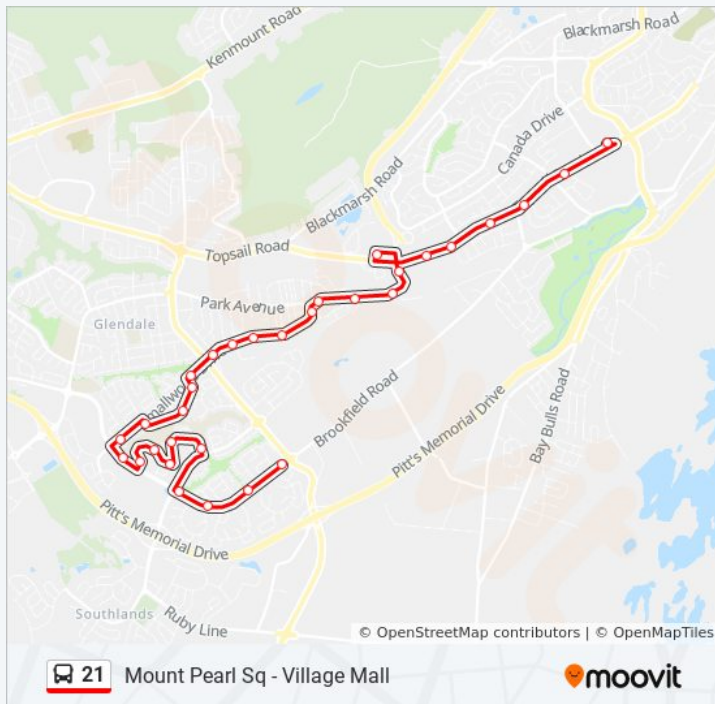 Blackmarsh Road
Kenmount Road
Canada Drive
Blackmarsh Road
Topsail Road
Park Avenue
Glendale
Smallwoo
Brookfield Road
Bay Bulls Road
Pitt's Memorial Drive
Pitt's Memorial Drive
Southlands
Ruby Line
© OpenStreetMap contributors | © OpenMapTiles
21 Mount Pearl Sq - Village Mall
moovit